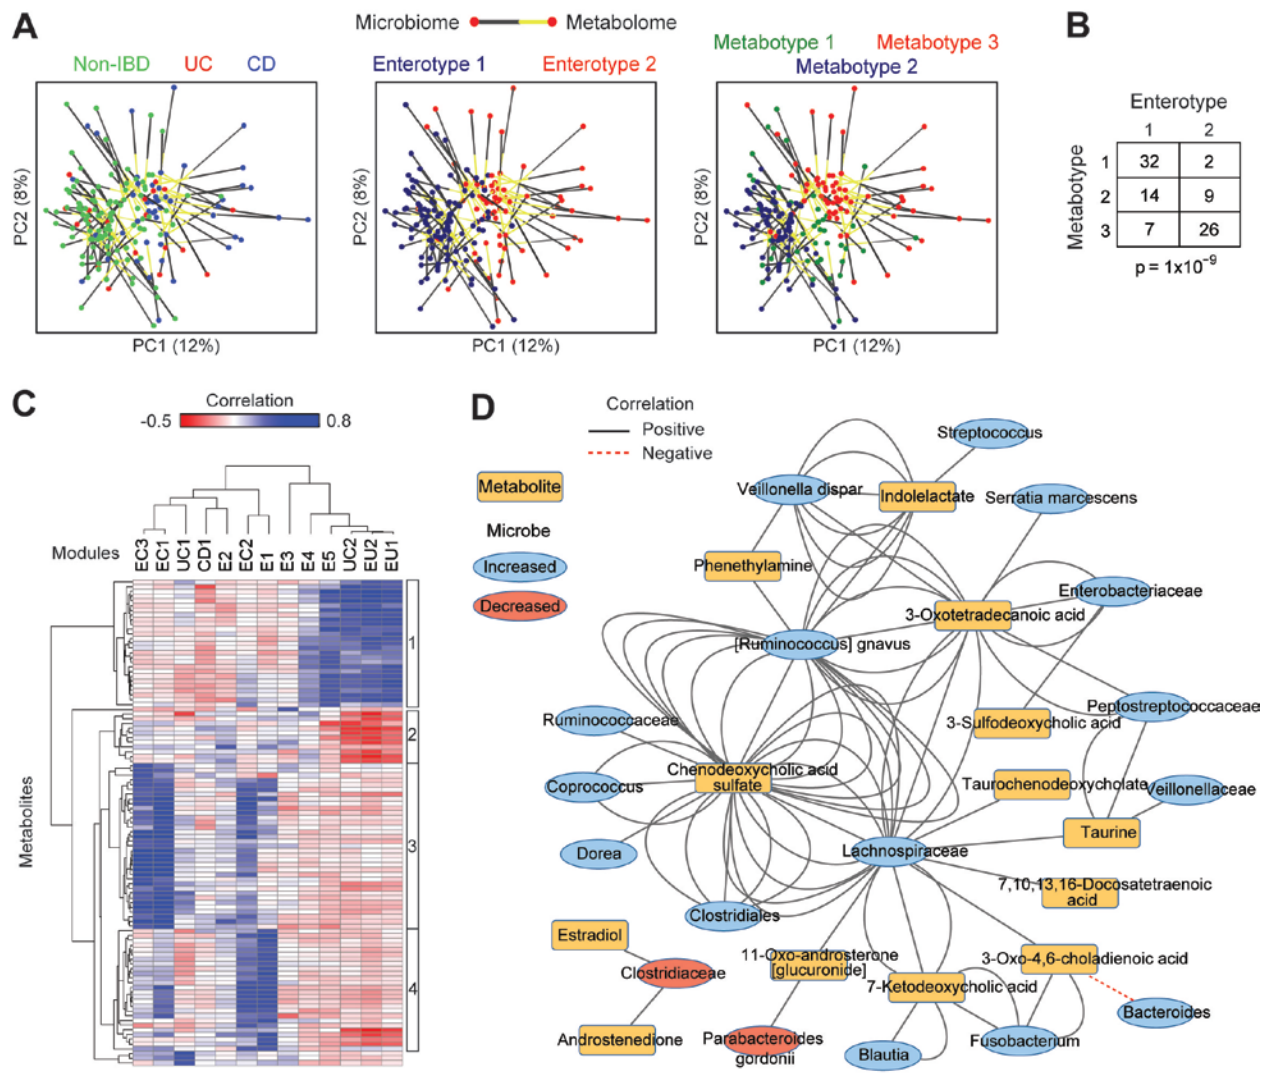 A
Microbiome
Metabolome
B
Non-IBD UC CD
Enterotype 1 Enterotype 2
Metabotype 1 Metabotype 3
Metabotype 2
PC2 (8%)
PC1 (12%)
PC2 (8%)
PC1 (12%)
PC2 (8%)
PC1 (12%)
Enterotype
1 2
Metabotype
1 32 2
2 14 9
3 7 26
p = 1x10⁻⁹
C
Correlation
-0.5 0.8
Modules
EC3 EC1 UC1 CD1 E2 EC2 E1 E3 E4 E5 UC2 EU2 EU1
Metabolites
1
2
3
4
D
Correlation
Positive
Negative
Metabolite
Microbe
Increased
Decreased
Streptococcus
Veillonella dispar
Indolelactate
Serratia marcescens
Phenethylamine
Enterobacteriaceae
3-Oxotetradecanoic acid
[Ruminococcus] gnavus
Ruminococcaceae
3-Sulfodeoxycholic acid
Peptostreptococcaceae
Chenodeoxycholic acid
sulfate
Coprococcus
Taurochenodeoxycholate
Veillonellaceae
Taurine
Dorea
Lachnospiraceae
7,10,13,16-Docosatetraenoic
acid
Clostridiales
Estradiol
Clostridiaceae
11-Oxo-androsterone
[glucuronide]
3-Oxo-4,6-choladienoic acid
7-Ketodeoxycholic acid
Bacteroides
Androstenedione
Parabacteroides
gordonii
Blautia
Fusobacterium